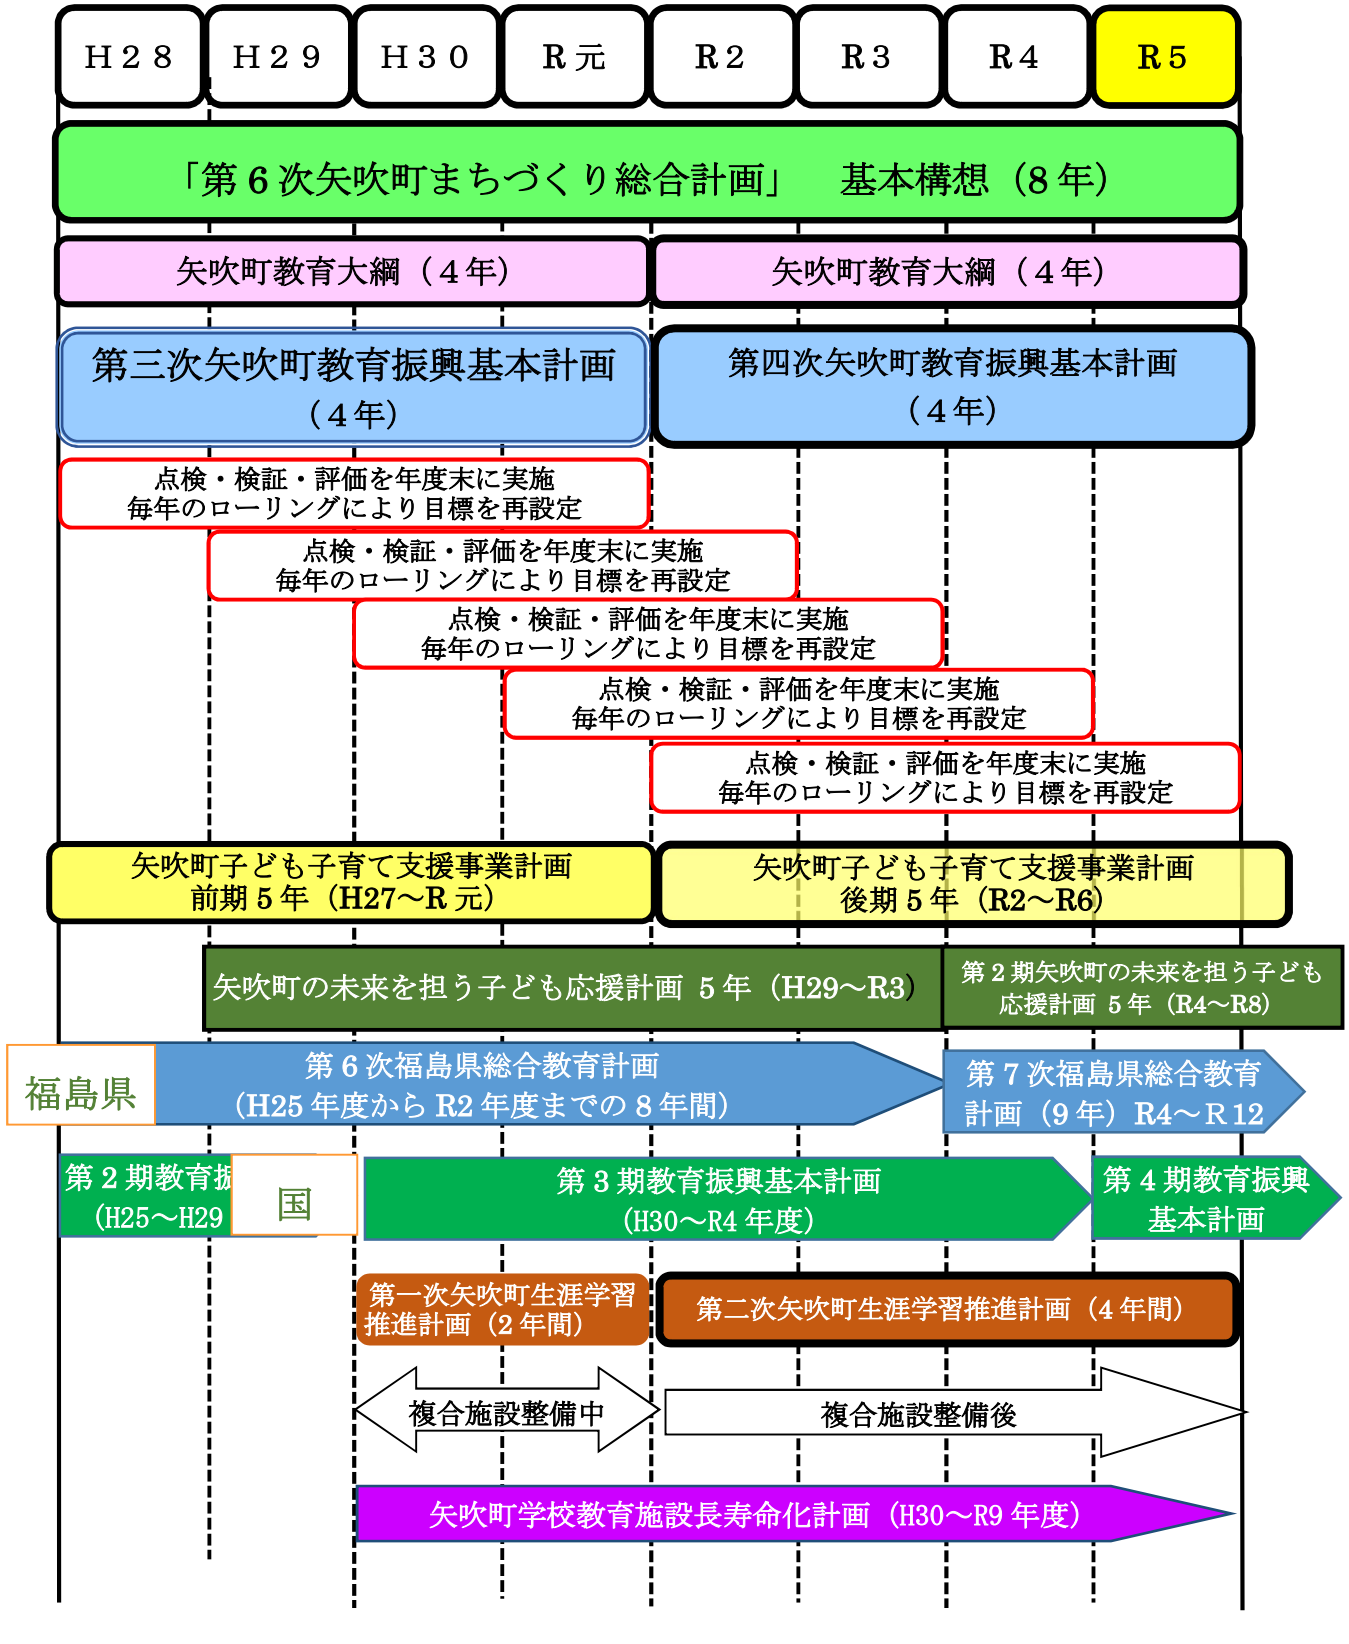 Ｈ２８
Ｈ２９
Ｈ３０
R 元
R２
R３
R４
R５
「第 6 次矢吹町まちづくり総合計画」　基本構想（8 年）
矢吹町教育大綱（４年）
矢吹町教育大綱（４年）
第三次矢吹町教育振興基本計画
（４年）
第四次矢吹町教育振興基本計画
（４年）
点検・検証・評価を年度末に実施
毎年のローリングにより目標を再設定
点検・検証・評価を年度末に実施
毎年のローリングにより目標を再設定
点検・検証・評価を年度末に実施
毎年のローリングにより目標を再設定
点検・検証・評価を年度末に実施
毎年のローリングにより目標を再設定
点検・検証・評価を年度末に実施
毎年のローリングにより目標を再設定
矢吹町子ども子育て支援事業計画
前期 5 年（H27～R 元）
矢吹町子ども子育て支援事業計画
後期 5 年（R2～R6）
矢吹町の未来を担う子ども応援計画 5 年（H29～R3）
第 2 期矢吹町の未来を担う子ども
応援計画 5 年（R4～R8）
福島県
第 6 次福島県総合教育計画
（H25 年度から R2 年度までの 8 年間）
第 7 次福島県総合教育
計画（9 年）R4～Ｒ12
第 2 期教育振
（H25～H29
国
第 3 期教育振興基本計画
（H30～R4 年度）
第 4 期教育振興
基本計画
第一次矢吹町生涯学習
推進計画（2 年間）
第二次矢吹町生涯学習推進計画（4 年間）
複合施設整備中
複合施設整備後
矢吹町学校教育施設長寿命化計画（H30～R9 年度）